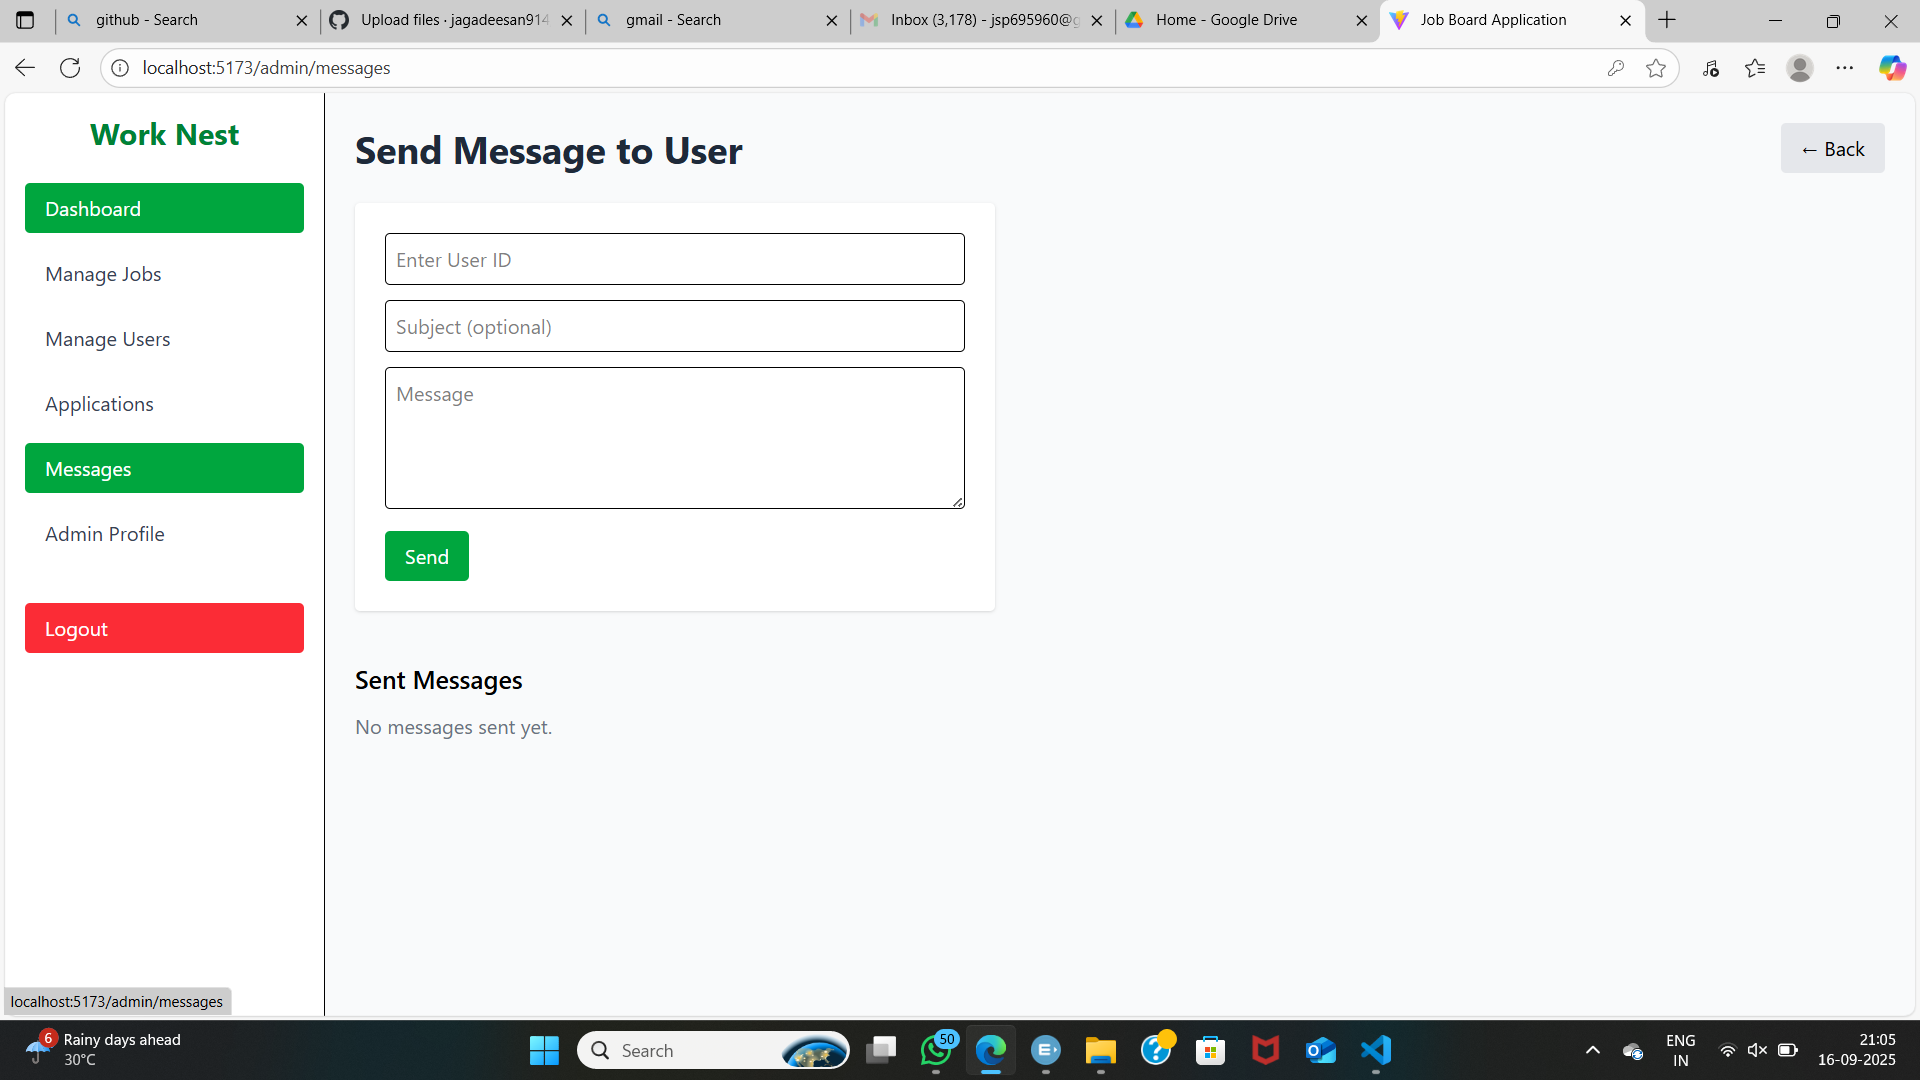 github - Search
Upload files · jagadeesan914
gmail - Search
Inbox (3,178) - jsp695960@g
Home - Google Drive
Job Board Application
localhost:5173/admin/messages
Work Nest
Dashboard
Manage Jobs
Manage Users
Applications
Messages
Admin Profile
Logout
Send Message to User
← Back
Enter User ID
Subject (optional)
Message
Send
Sent Messages
No messages sent yet.
localhost:5173/admin/messages
6
Rainy days ahead
30°C
Search
50
ENG
IN
21:05
16-09-2025